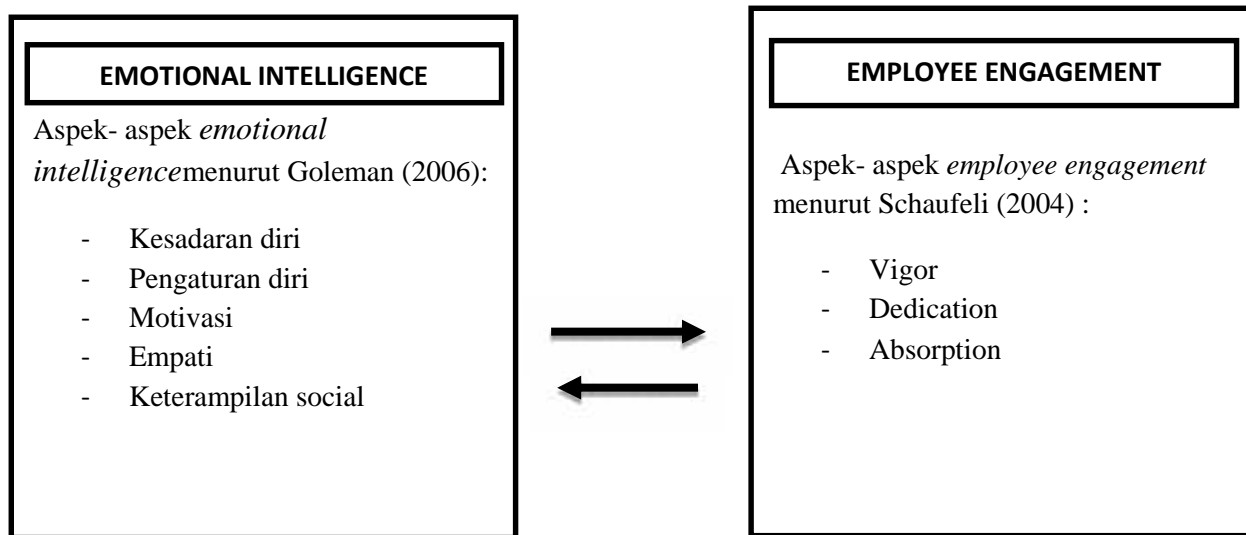 EMOTIONAL INTELLIGENCE
Aspek- aspek emotional
intelligencemenurut Goleman (2006):
- Kesadaran diri
- Pengaturan diri
- Motivasi
- Empati
- Keterampilan social
EMPLOYEE ENGAGEMENT
Aspek- aspek employee engagement
menurut Schaufeli (2004) :
- Vigor
- Dedication
- Absorption